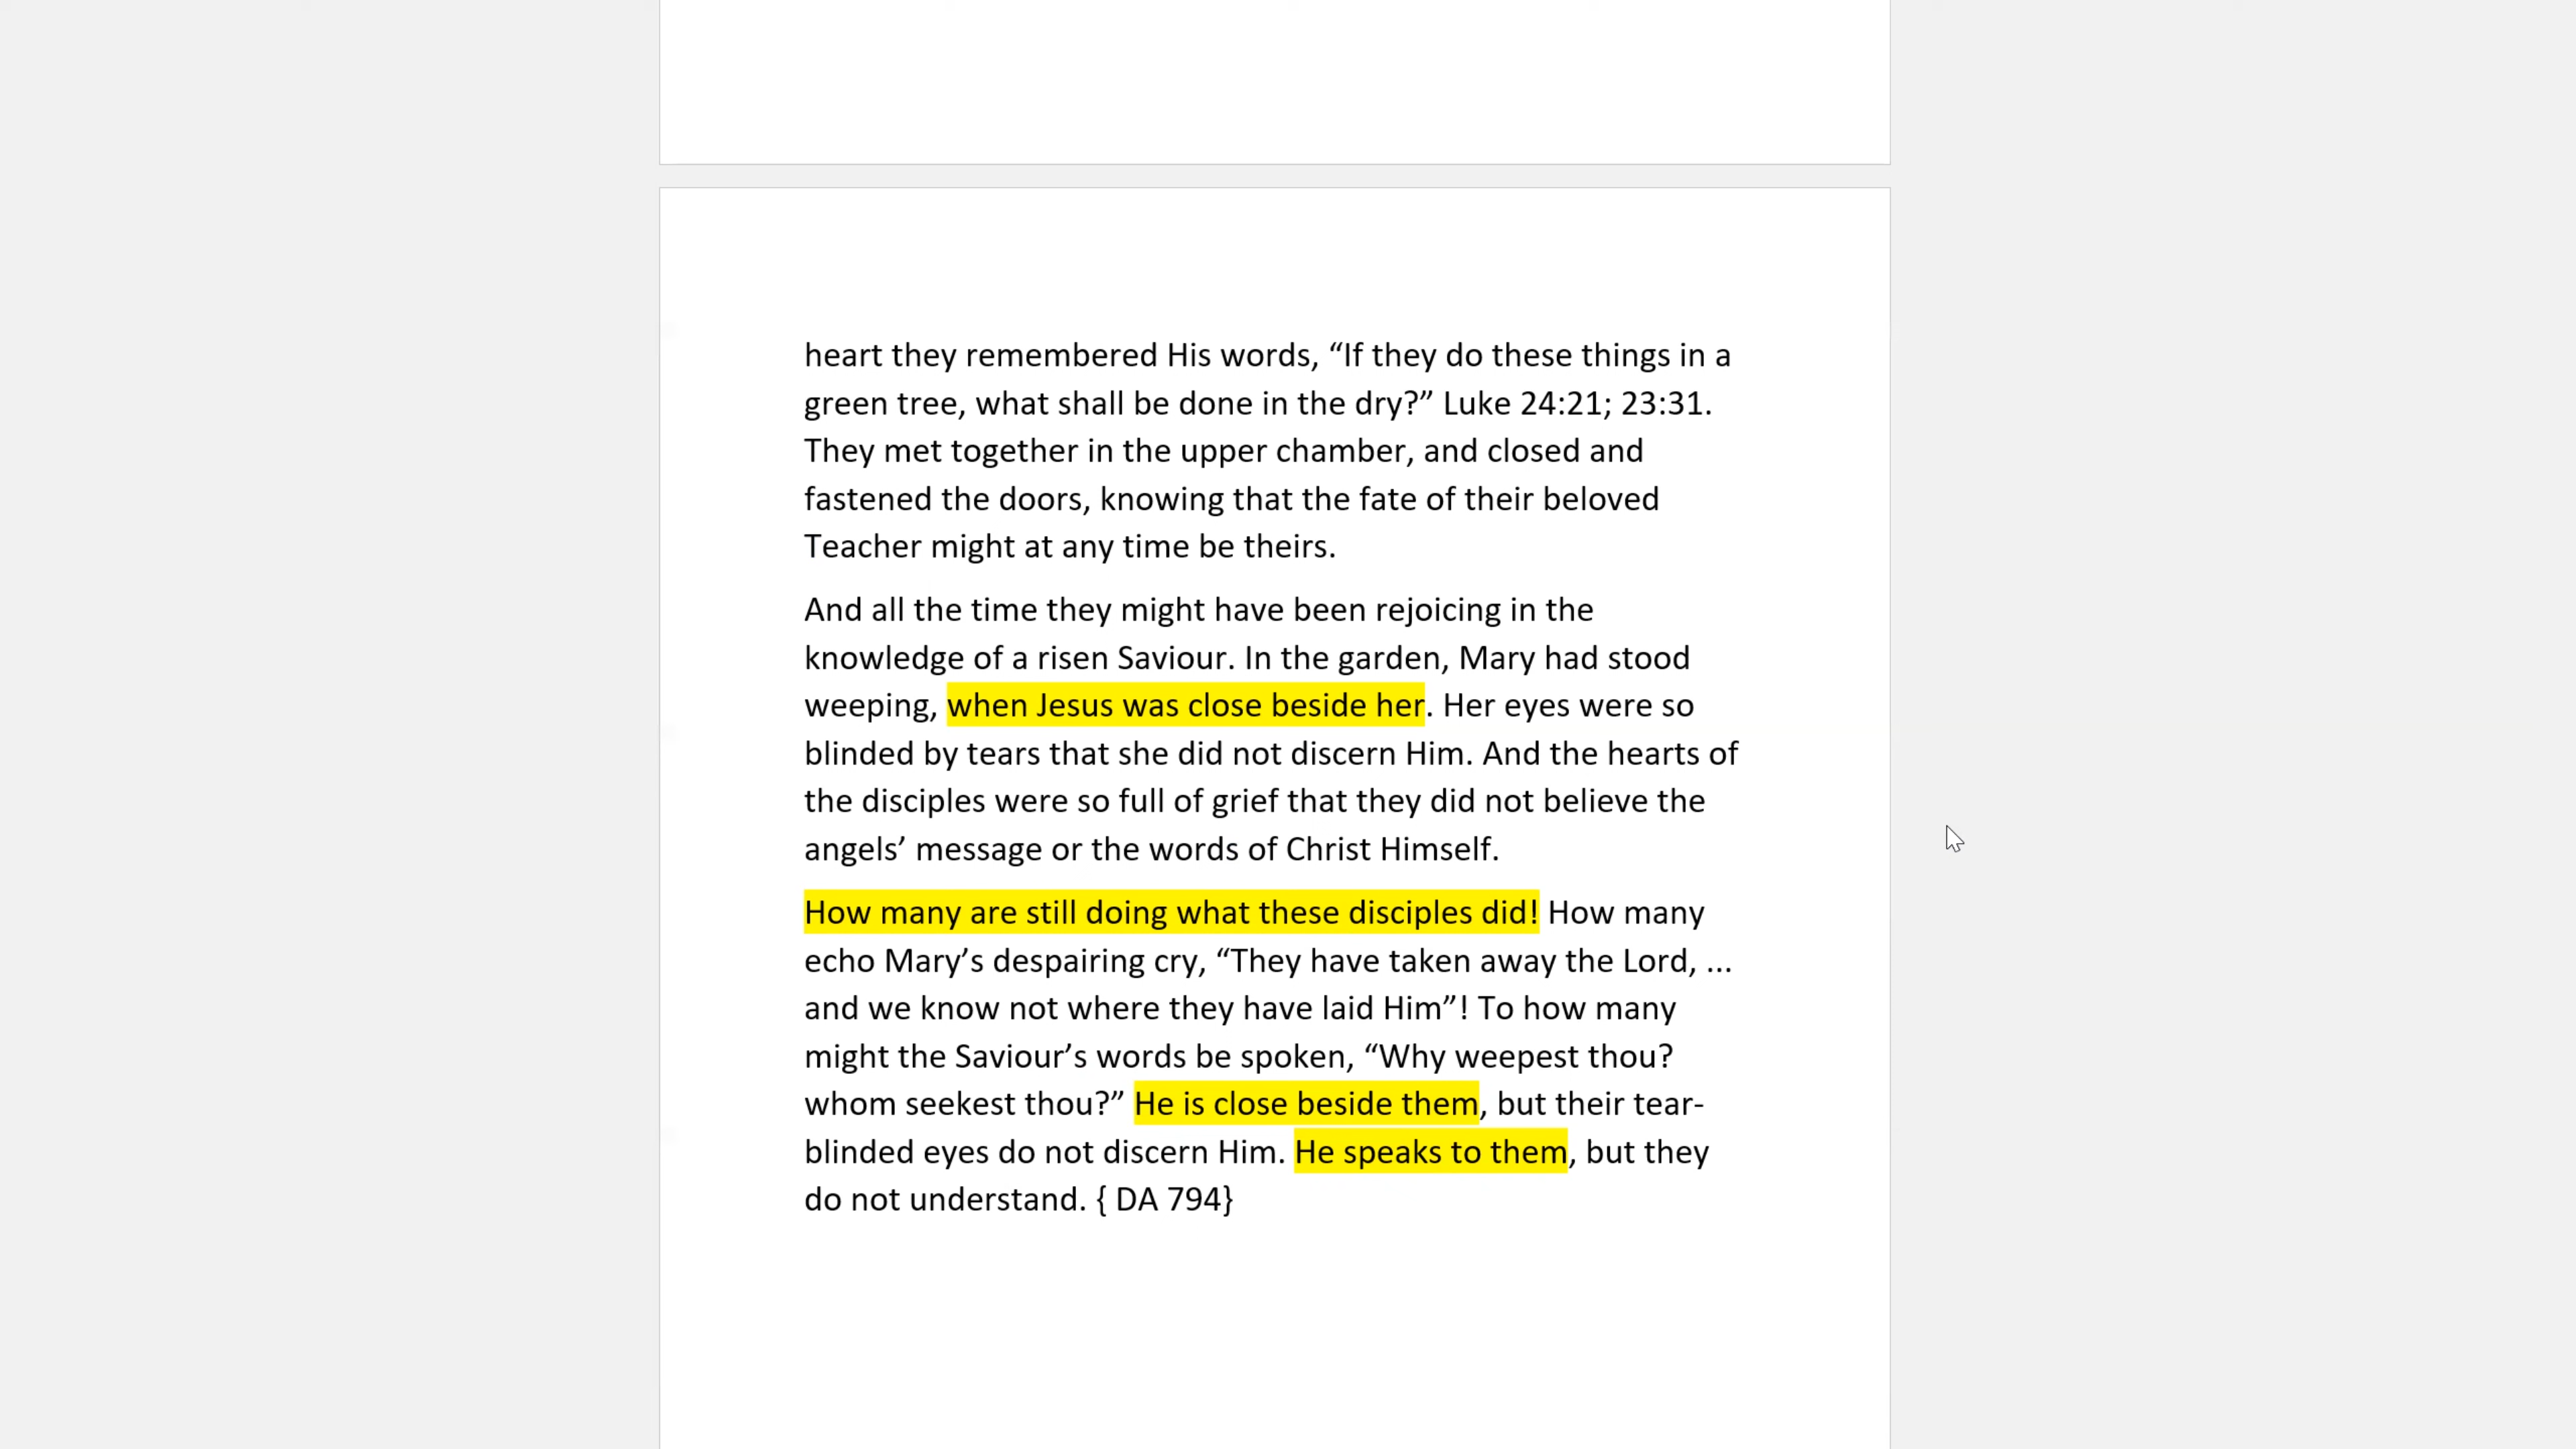 heart they remembered His words, “If they do these things in a
green tree, what shall be done in the dry?” Luke 24:21; 23:31.
They met together in the upper chamber, and closed and
fastened the doors, knowing that the fate of their beloved
Teacher might at any time be theirs.
And all the time they might have been rejoicing in the
knowledge of a risen Saviour. In the garden, Mary had stood
weeping, when Jesus was close beside her. Her eyes were so
blinded by tears that she did not discern Him. And the hearts of
the disciples were so full of grief that they did not believe the
angels’ message or the words of Christ Himself.
How many are still doing what these disciples did! How many
echo Mary’s despairing cry, “They have taken away the Lord, ...
and we know not where they have laid Him”! To how many
might the Saviour’s words be spoken, “Why weepest thou?
whom seekest thou?” He is close beside them, but their tear-
blinded eyes do not discern Him. He speaks to them, but they
do not understand. { DA 794}